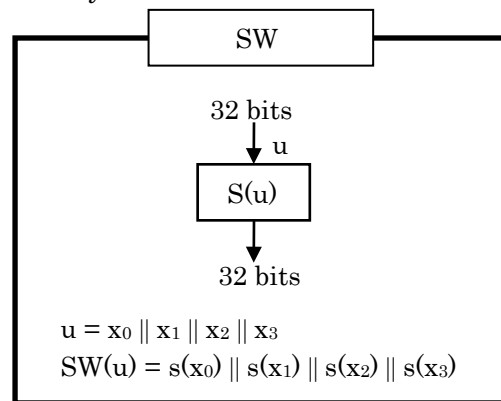 SW
32 bits
u
S(u)
32 bits
u = x₀ || x₁ || x₂ || x₃
SW(u) = s(x₀) || s(x₁) || s(x₂) || s(x₃)